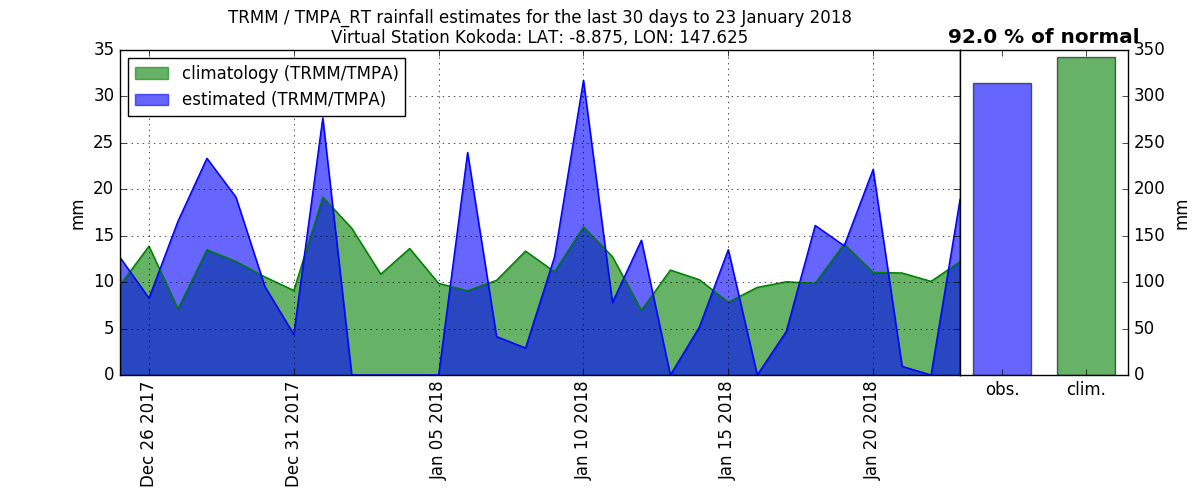 TRMM / TMPA_RT rainfall estimates for the last 30 days to 23 January 2018
Virtual Station Kokoda: LAT: -8.875, LON: 147.625
92.0 % of normal
climatology (TRMM/TMPA)
estimated (TRMM/TMPA)
mm
35
30
25
20
15
10
5
0
Dec 26 2017
Dec 31 2017
Jan 05 2018
Jan 10 2018
Jan 15 2018
Jan 20 2018
obs.
clim.
350
300
250
200
150
100
50
0
mm